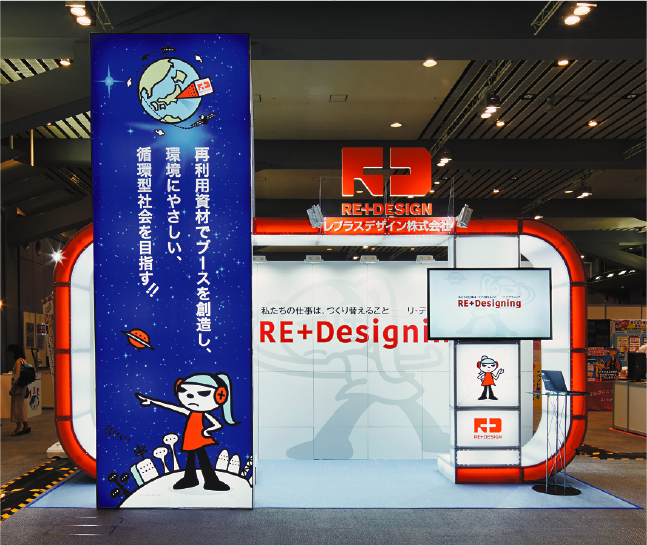 再利用資材でブースを創造し、
環境にやさしい、
循環型社会を目指す!!
RE+DESIGN
レプラスデザイン株式会社
私たちの仕事は、つくり替えること リ・デ
RE+Designin
RE+Designing
RE+DESIGN